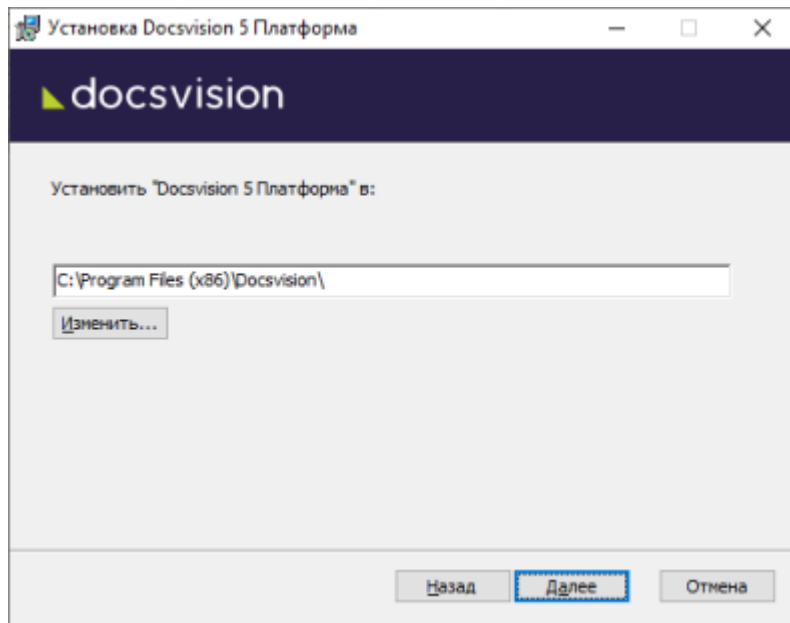 Установка Docsvision 5 Платформа
docsvision
Установить "Docsvision 5 Платформа" в:
C:\Program Files (x86)\Docsvision\
Изменить...
Назад Далее Отмена